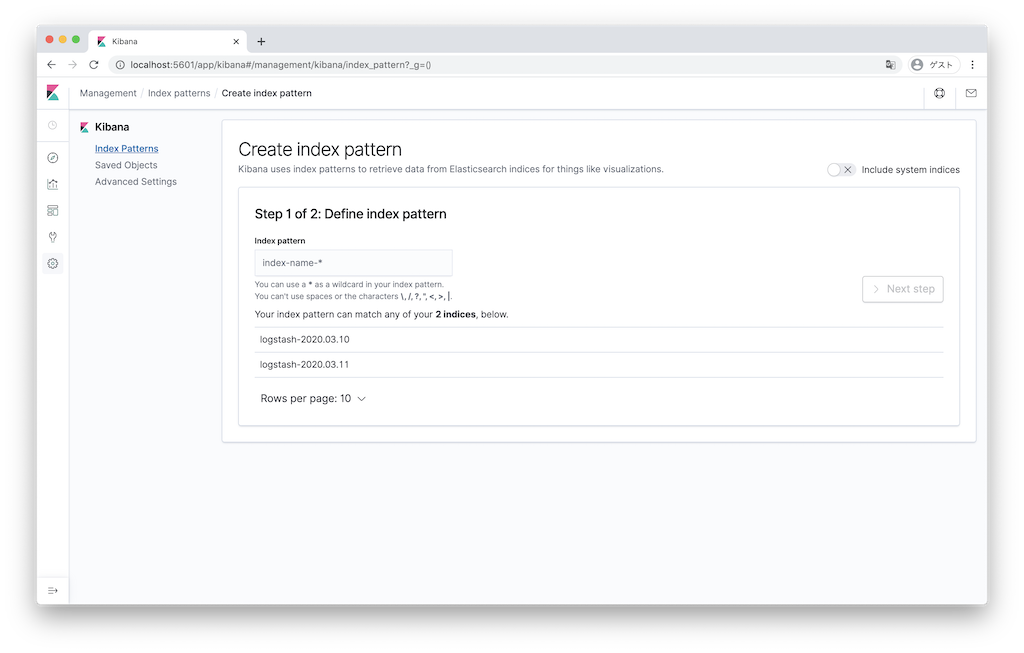 Kibana
localhost:5601/app/kibana#/management/kibana/index_pattern?_g=()
ゲスト
Management / Index patterns / Create index pattern
Kibana
Index Patterns
Saved Objects
Advanced Settings
Create index pattern
Kibana uses index patterns to retrieve data from Elasticsearch indices for things like visualizations.
Include system indices
Step 1 of 2: Define index pattern
Index pattern
index-name-*
You can use a * as a wildcard in your index pattern.
You can't use spaces or the characters \, /, ?, ", <, >, |.
Next step
Your index pattern can match any of your 2 indices, below.
logstash-2020.03.10
logstash-2020.03.11
Rows per page: 10